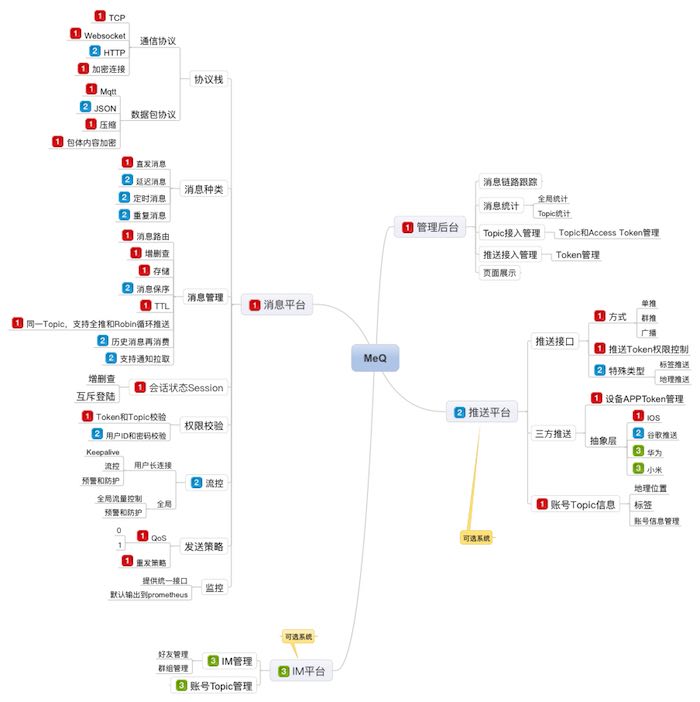 MeQ
1 消息平台
协议栈
通信协议
1 TCP
1 Websocket
2 HTTP
1 加密连接
数据包协议
1 Mqtt
2 JSON
1 压缩
1 包体内容加密
消息种类
1 直发消息
2 延迟消息
2 定时消息
2 重复消息
消息管理
1 消息路由
1 增删查
1 存储
2 消息保序
1 TTL
1 同一Topic，支持全推和Robin循环推送
2 历史消息再消费
2 支持通知拉取
1 会话状态Session
增删查
互斥登陆
权限校验
1 Token和Topic校验
2 用户ID和密码校验
2 流控
用户长连接
Keepalive
流控
预警和防护
全局
全局流量控制
预警和防护
发送策略
1 QoS
0
1
1 重发策略
监控
提供统一接口
默认输出到prometheus
1 管理后台
消息链路跟踪
消息统计
全局统计
Topic统计
Topic接入管理
Topic和Access Token管理
推送接入管理
Token管理
页面展示
2 推送平台
可选系统
推送接口
1 方式
单推
群推
广播
1 推送Token权限控制
2 特殊类型
标签推送
地理推送
三方推送
1 设备APPToken管理
抽象层
1 IOS
2 谷歌推送
3 华为
3 小米
1 账号Topic信息
地理位置
标签
账号信息管理
3 IM平台
可选系统
3 IM管理
好友管理
群组管理
3 账号Topic管理